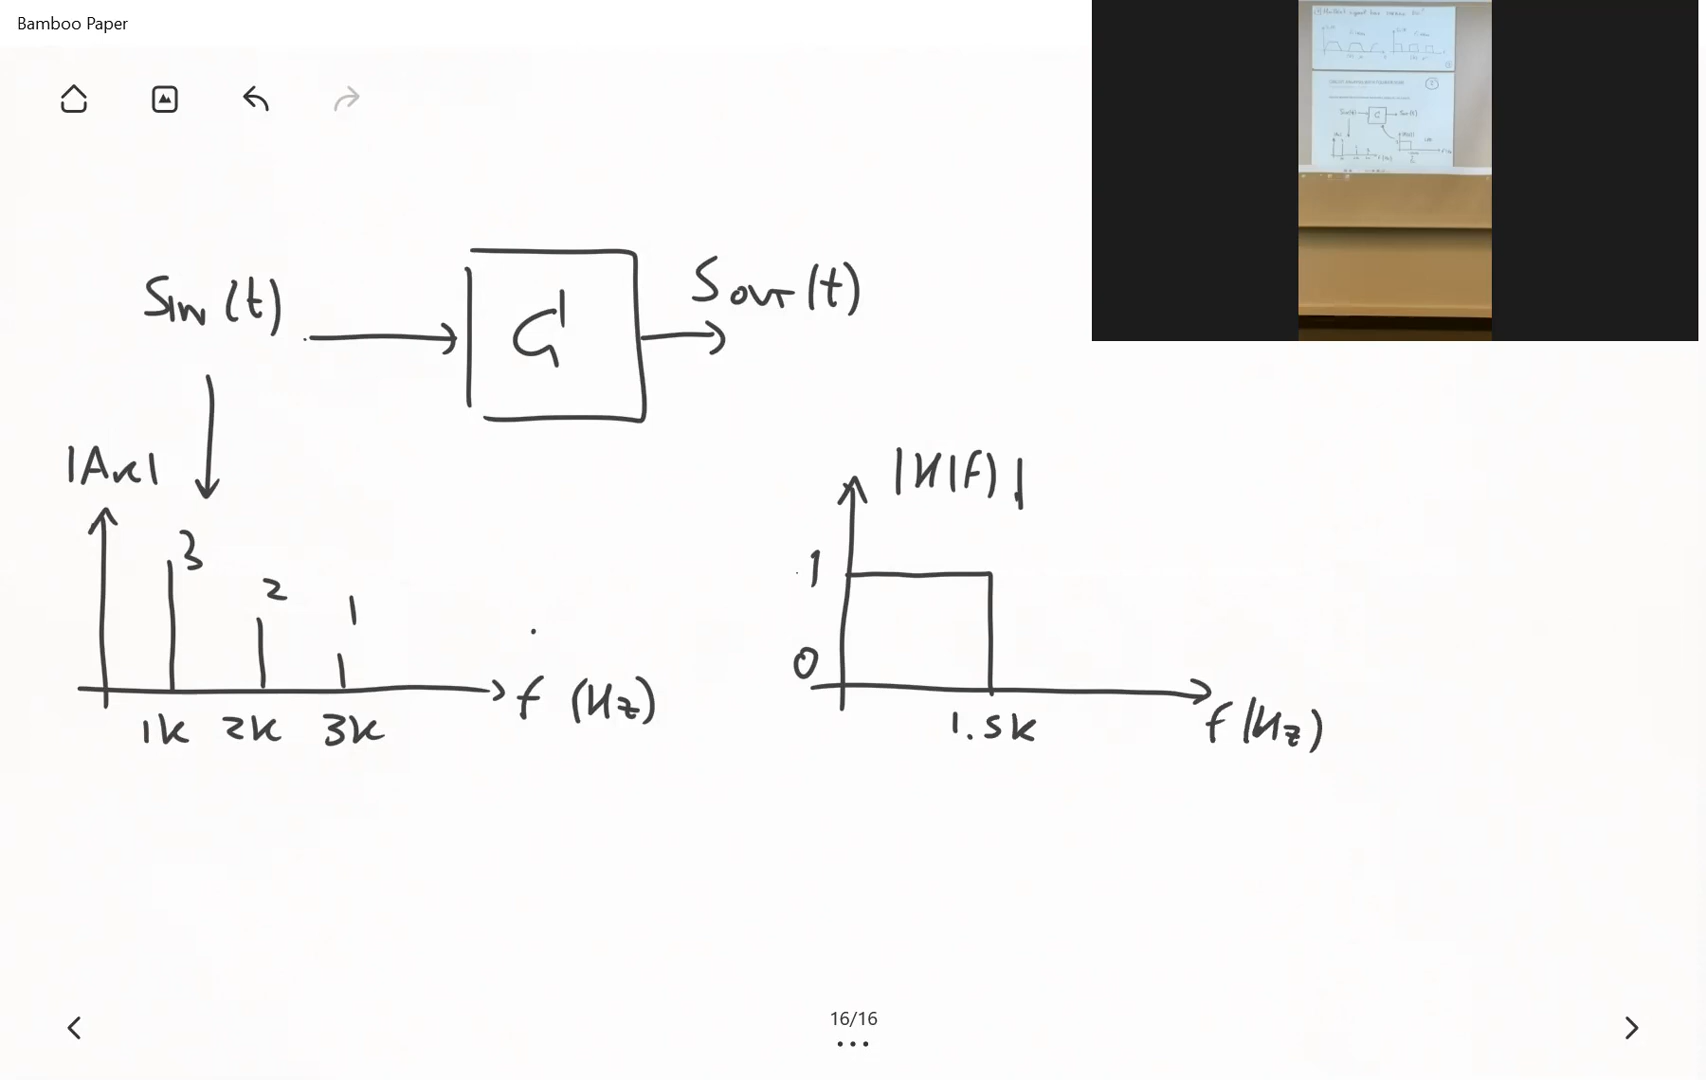 Bamboo Paper
Sin(t)
G
Sout(t)
|Ak|
3
2
1
1k 2k 3k
f (Hz)
|H(f)|
1
0
1.5k
f(Hz)
16/16